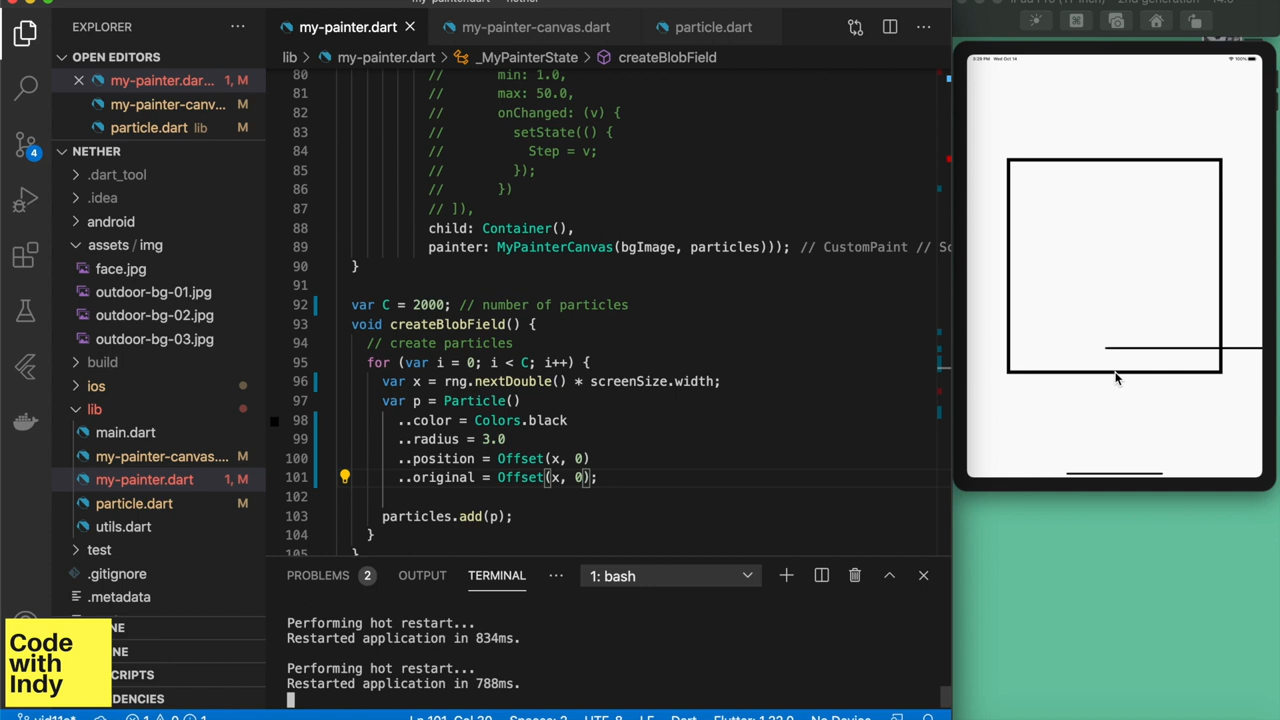 EXPLORER
OPEN EDITORS
my-painter.dar... 1, M
my-painter-canv... M
particle.dart lib M
NETHER
.dart_tool
.idea
android
assets / img
face.jpg
outdoor-bg-01.jpg
outdoor-bg-02.jpg
outdoor-bg-03.jpg
build
ios
lib
main.dart
my-painter-canvas.... M
my-painter.dart 1, M
particle.dart M
utils.dart
test
.gitignore
.metadata
4
Code
with
Indy
my-painter.dart
my-painter-canvas.dart
particle.dart
lib > my-painter.dart > _MyPainterState > createBlobField
80 // min: 1.0,
81 // max: 50.0,
82 // onChanged: (v) {
83 // setState(() {
84 // Step = v;
85 // });
86 // })
87 // ]),
88 child: Container(),
89 painter: MyPainterCanvas(bgImage, particles))); // CustomPaint // Sc
90 }
91
92 var C = 2000; // number of particles
93 void createBlobField() {
94 // create particles
95 for (var i = 0; i < C; i++) {
96 var x = rng.nextDouble() * screenSize.width;
97 var p = Particle()
98 ..color = Colors.black
99 ..radius = 3.0
100 ..position = Offset(x, 0)
101 ..original = Offset(x, 0);
102
103 particles.add(p);
104 }
105 }
PROBLEMS 2 OUTPUT TERMINAL 1: bash
Performing hot restart...
Restarted application in 834ms.
Performing hot restart...
Restarted application in 788ms.